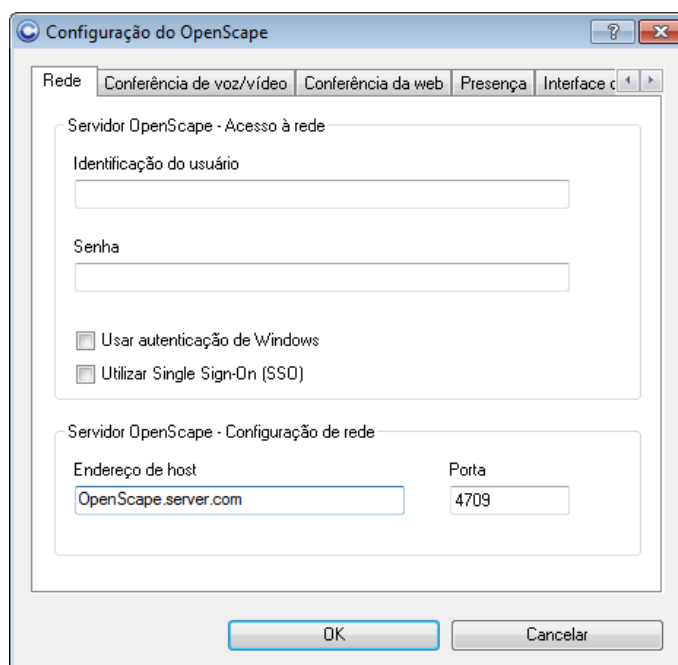 Configuração do OpenScape
Rede Conferência de voz/vídeo Conferência da web Presença Interface
Servidor OpenScape - Acesso à rede
Identificação do usuário
Senha
Usar autenticação de Windows
Utilizar Single Sign-On (SSO)
Servidor OpenScape - Configuração de rede
Endereço de host Porta
OpenScape.server.com 4709
OK Cancelar